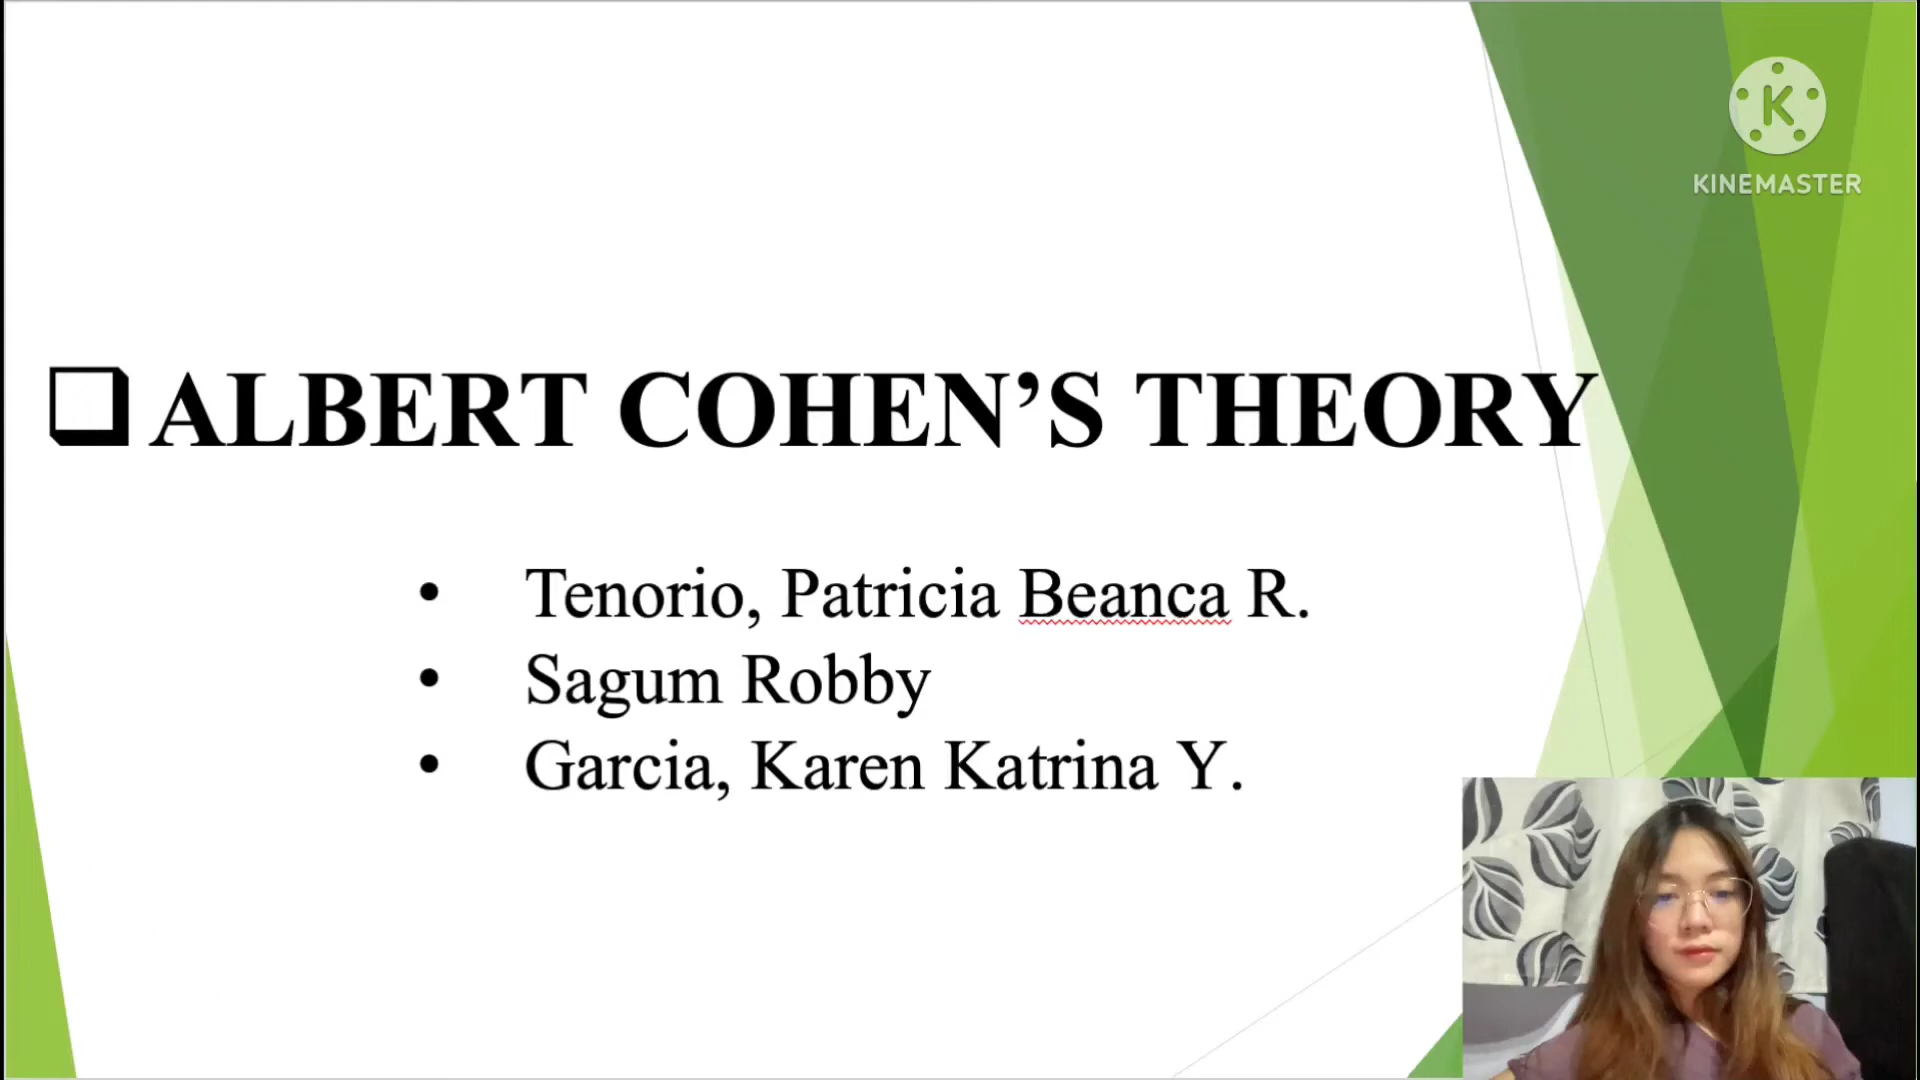 K
KINEMASTER
ALBERT COHEN’S THEORY
• Tenorio, Patricia Beanca R.
• Sagum Robby
• Garcia, Karen Katrina Y.